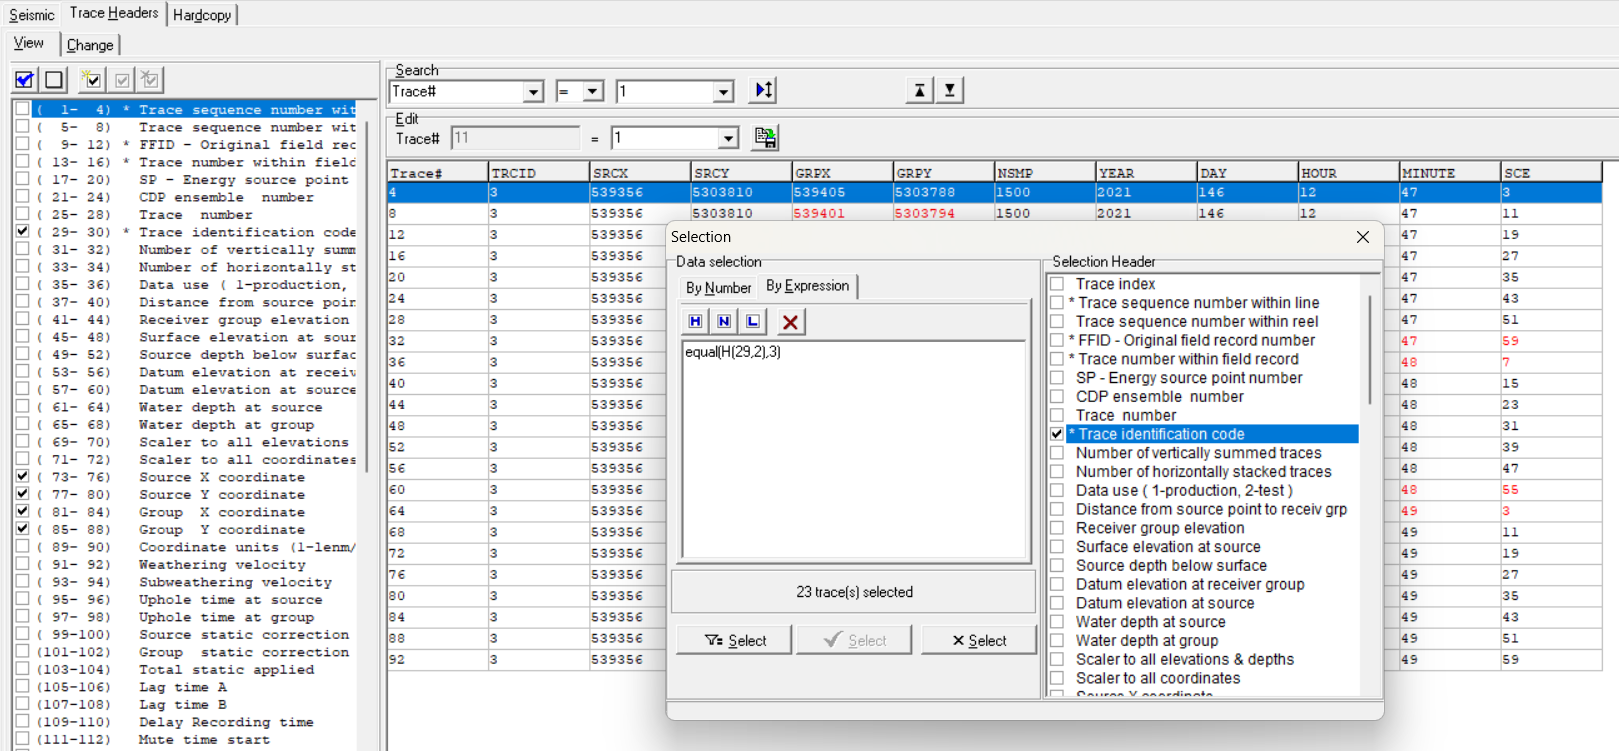 Seismic Trace Headers Hardcopy
View Change
( 1- 4) * Trace sequence number wit
( 5- 8) Trace sequence number wit
( 9- 12) * FFID - Original field rec
( 13- 16) * Trace number within field
( 17- 20) SP - Energy source point
( 21- 24) CDP ensemble number
( 25- 28) Trace number
( 29- 30) * Trace identification code
( 31- 32) Number of vertically summ
( 33- 34) Number of horizontally st
( 35- 36) Data use ( 1-production,
( 37- 40) Distance from source poin
( 41- 44) Receiver group elevation
( 45- 48) Surface elevation at sour
( 49- 52) Source depth below surfac
( 53- 56) Datum elevation at receiv
( 57- 60) Datum elevation at source
( 61- 64) Water depth at source
( 65- 68) Water depth at group
( 69- 70) Scaler to all elevations
( 71- 72) Scaler to all coordinates
( 73- 76) Source X coordinate
( 77- 80) Source Y coordinate
( 81- 84) Group X coordinate
( 85- 88) Group Y coordinate
( 89- 90) Coordinate units (1-lenm/
( 91- 92) Weathering velocity
( 93- 94) Subweathering velocity
( 95- 96) Uphole time at source
( 97- 98) Uphole time at group
( 99-100) Source static correction
(101-102) Group static correction
(103-104) Total static applied
(105-106) Lag time A
(107-108) Lag time B
(109-110) Delay Recording time
(111-112) Mute time start
Search
Trace# = 1
Edit
Trace# 11 = 1
Trace# TRCID SRCX SRCY GRPX GRPY NSMP YEAR DAY HOUR MINUTE SCE
4 3 539356 5303810 539405 5303788 1500 2021 146 12 47 3
8 3 539356 5303810 539401 5303794 1500 2021 146 12 47 11
12 3 539356 47 19
16 3 539356 47 27
20 3 539356 47 35
24 3 539356 47 43
28 3 539356 47 51
32 3 539356 47 59
36 3 539356 48 7
40 3 539356 48 15
44 3 539356 48 23
48 3 539356 48 31
52 3 539356 48 39
56 3 539356 48 47
60 3 539356 48 55
64 3 539356 49 3
68 3 539356 49 11
72 3 539356 49 19
76 3 539356 49 27
80 3 539356 49 35
84 3 539356 49 43
88 3 539356 49 51
92 3 539356 49 59
Selection
Data selection
By Number By Expression
H N L
equal(H(29,2),3)
23 trace(s) selected
Select Select Select
Selection Header
Trace index
* Trace sequence number within line
Trace sequence number within reel
* FFID - Original field record number
* Trace number within field record
SP - Energy source point number
CDP ensemble number
Trace number
* Trace identification code
Number of vertically summed traces
Number of horizontally stacked traces
Data use ( 1-production, 2-test )
Distance from source point to receiv grp
Receiver group elevation
Surface elevation at source
Source depth below surface
Datum elevation at receiver group
Datum elevation at source
Water depth at source
Water depth at group
Scaler to all elevations & depths
Scaler to all coordinates
Source X coordinate